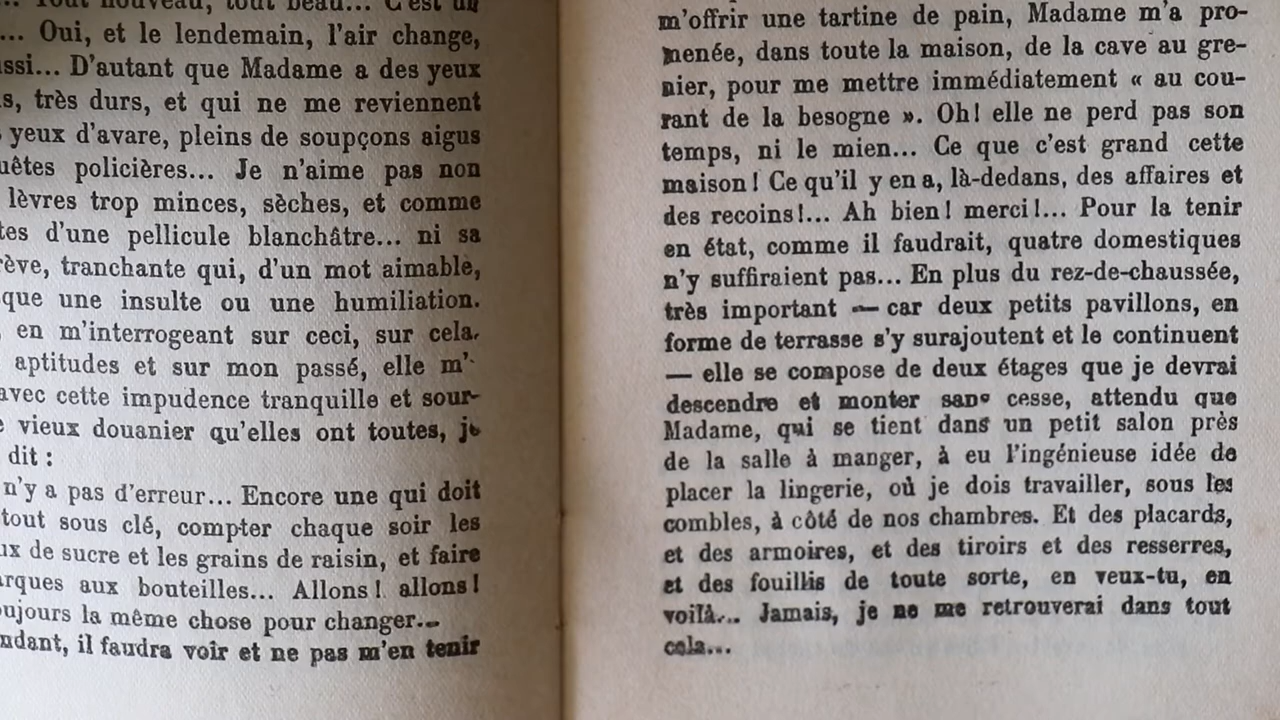 ... Tout nouveau, tout beau... C'est un
... Oui, et le lendemain, l'air change,
ssi... D'autant que Madame a des yeux
s, très durs, et qui ne me reviennent
yeux d'avare, pleins de soupçons aigus
uêtes policières... Je n'aime pas non
lèvres trop minces, sèches, et comme
tes d'une pellicule blanchâtre... ni sa
rève, tranchante qui, d'un mot aimable,
que une insulte ou une humiliation.
en m'interrogeant sur ceci, sur cela,
aptitudes et sur mon passé, elle m'
avec cette impudence tranquille et sour-
e vieux douanier qu'elles ont toutes, je
dit :
n'y a pas d'erreur... Encore une qui doit
tout sous clé, compter chaque soir les
ux de sucre et les grains de raisin, et faire
arques aux bouteilles... Allons! allons!
oujours la même chose pour changer...
ndant, il faudra voir et ne pas m'en tenir
m'offrir une tartine de pain, Madame m'a pro-
menée, dans toute la maison, de la cave au gre-
nier, pour me mettre immédiatement « au cou-
rant de la besogne ». Oh! elle ne perd pas son
temps, ni le mien... Ce que c'est grand cette
maison! Ce qu'il y en a, là-dedans, des affaires et
des recoins!... Ah bien! merci!... Pour la tenir
en état, comme il faudrait, quatre domestiques
n'y suffiraient pas... En plus du rez-de-chaussée,
très important — car deux petits pavillons, en
forme de terrasse s'y surajoutent et le continuent
— elle se compose de deux étages que je devrai
descendre et monter sans cesse, attendu que
Madame, qui se tient dans un petit salon près
de la salle à manger, à eu l'ingénieuse idée de
placer la lingerie, où je dois travailler, sous les
combles, à côté de nos chambres. Et des placards,
et des armoires, et des tiroirs et des resserres,
et des fouillis de toute sorte, en veux-tu, en
voilà... Jamais, je ne me retrouverai dans tout
cela...